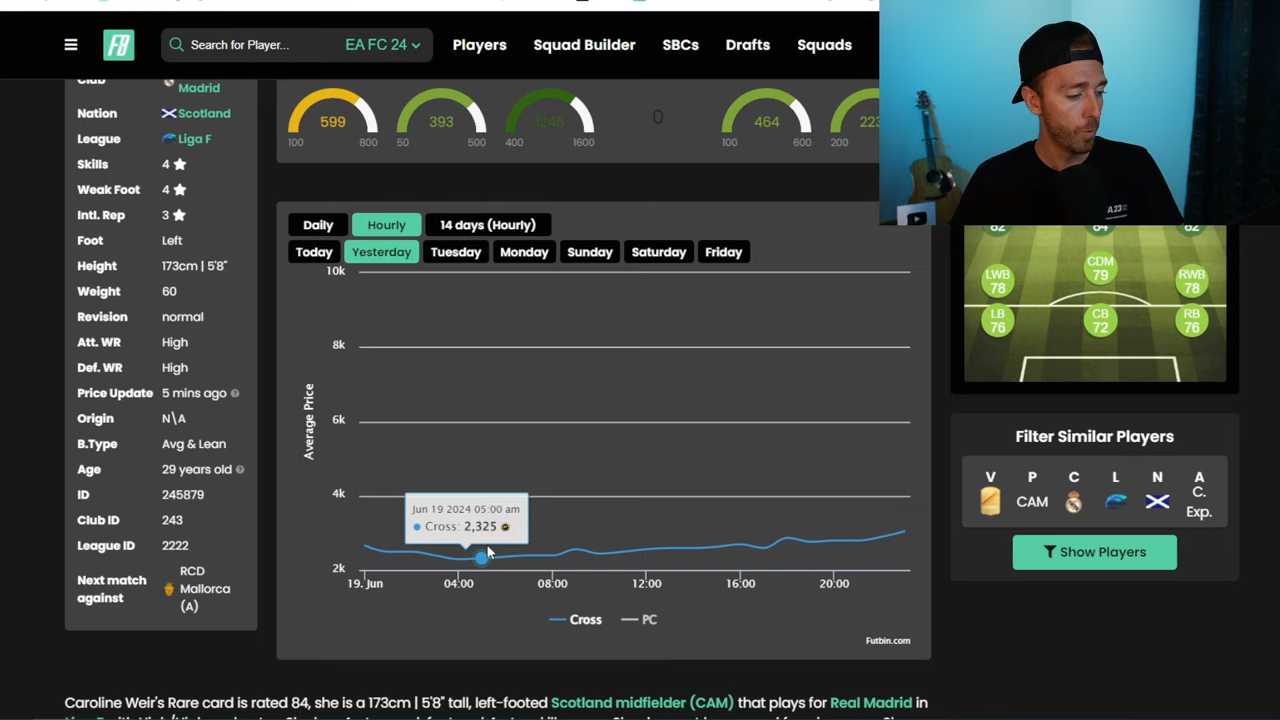 F8
Search for Player...
EA FC 24
Players
Squad Builder
SBCs
Drafts
Squads
Club
Madrid
Nation
Scotland
League
Liga F
Skills
4
Weak Foot
4
Intl. Rep
3
Foot
Left
Height
173cm | 5'8"
Weight
60
Revision
normal
Att. WR
High
Def. WR
High
Price Update
5 mins ago
Origin
N\A
B.Type
Avg & Lean
Age
29 years old
ID
245879
Club ID
243
League ID
2222
Next match
against
RCD
Mallorca
(A)
599
100
800
393
50
500
1245
400
1600
0
464
100
600
223
200
Daily
Hourly
14 days (Hourly)
Today
Yesterday
Tuesday
Monday
Sunday
Saturday
Friday
10k
8k
6k
4k
2k
Average Price
Jun 19 2024 05:00 am
Cross: 2,325
19. Jun
04:00
08:00
12:00
16:00
20:00
Cross
PC
Futbin.com
A23
82
84
82
LWB
78
CDM
79
RWB
78
LB
76
CB
72
RB
76
Filter Similar Players
V
P
C
L
N
A
CAM
C.
Exp.
Show Players
Caroline Weir's Rare card is rated 84, she is a 173cm | 5'8" tall, left-footed Scotland midfielder (CAM) that plays for Real Madrid in